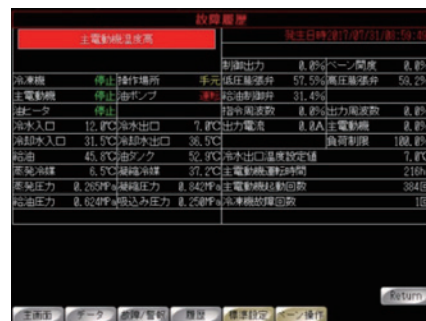 故障履歴
主電動機温度高
発生日時2017/07/31/
制御出力 0.0% ベーン開度 0.0%
冷凍機 停止 操作場所 手元 低圧膨張弁 57.5% 高圧膨張弁 59.2%
主電動機 停止 油ポンプ 運転 給油制御弁 31.4%
油ヒータ 停止 指令周波数 0.0% 出力周波数 0.0%
冷水入口 12.0℃ 冷水出口 7.0℃ 出力電流 0.0A 主電動機 0.0%
冷却水入口 31.5℃ 冷却水出口 36.5℃ 負荷制限 100.0%
給油 45.8℃ 油タンク 52.9℃ 冷水出口温度設定値 7.0℃
蒸発冷媒 6.5℃ 凝縮冷媒 37.2℃ 主電動機運転時間 216h
蒸発圧力 0.265MPa 凝縮圧力 0.842MPa 主電動機起動回数 384回
給油圧力 0.624MPa 吸込み圧力 0.250MPa 冷凍機故障回数 1回
Return
主画面 データ 故障/警報 履歴 標準設定 ベーン操作